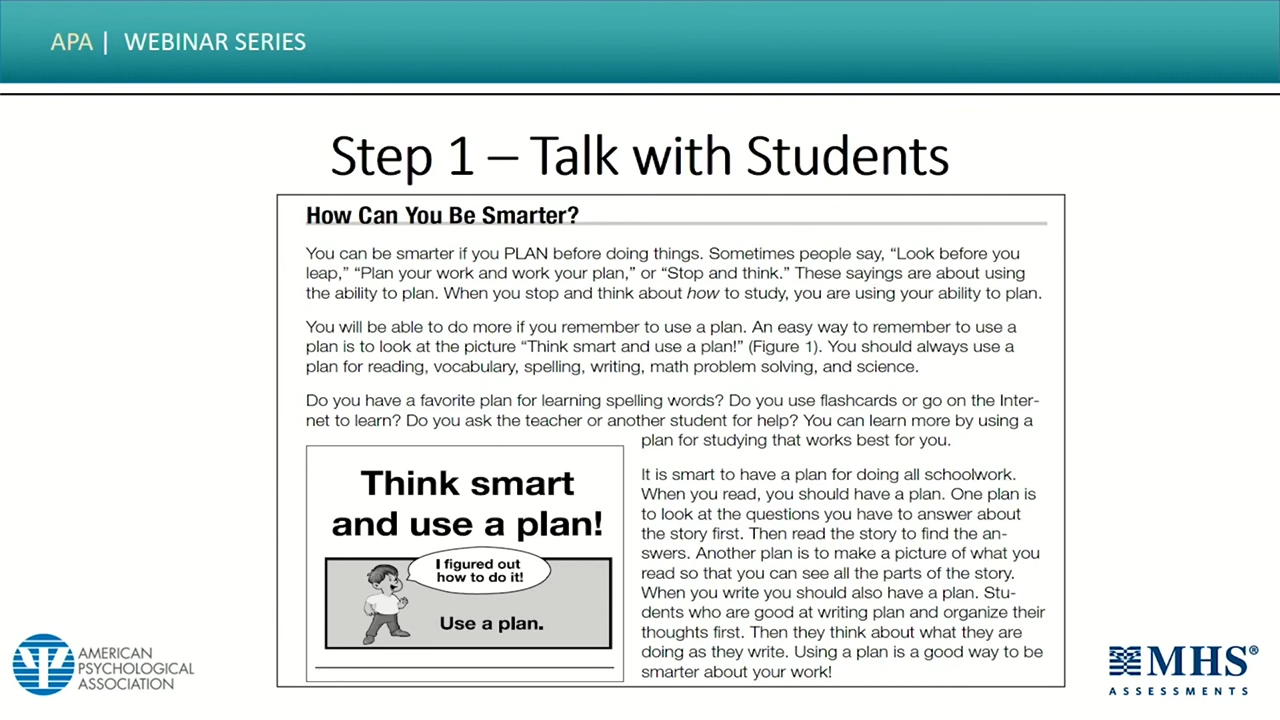 APA | WEBINAR SERIES
Step 1 – Talk with Students
How Can You Be Smarter?
You can be smarter if you PLAN before doing things. Sometimes people say, “Look before you
leap,” “Plan your work and work your plan,” or “Stop and think.” These sayings are about using
the ability to plan. When you stop and think about how to study, you are using your ability to plan.
You will be able to do more if you remember to use a plan. An easy way to remember to use a
plan is to look at the picture “Think smart and use a plan!” (Figure 1). You should always use a
plan for reading, vocabulary, spelling, writing, math problem solving, and science.
Do you have a favorite plan for learning spelling words? Do you use flashcards or go on the Inter-
net to learn? Do you ask the teacher or another student for help? You can learn more by using a
plan for studying that works best for you.
It is smart to have a plan for doing all schoolwork.
When you read, you should have a plan. One plan is
to look at the questions you have to answer about
the story first. Then read the story to find the an-
swers. Another plan is to make a picture of what you
read so that you can see all the parts of the story.
When you write you should also have a plan. Stu-
dents who are good at writing plan and organize their
thoughts first. Then they think about what they are
doing as they write. Using a plan is a good way to be
smarter about your work!
Think smart
and use a plan!
I figured out
how to do it!
Use a plan.
AMERICAN
PSYCHOLOGICAL
ASSOCIATION
MHS®
ASSESSMENTS